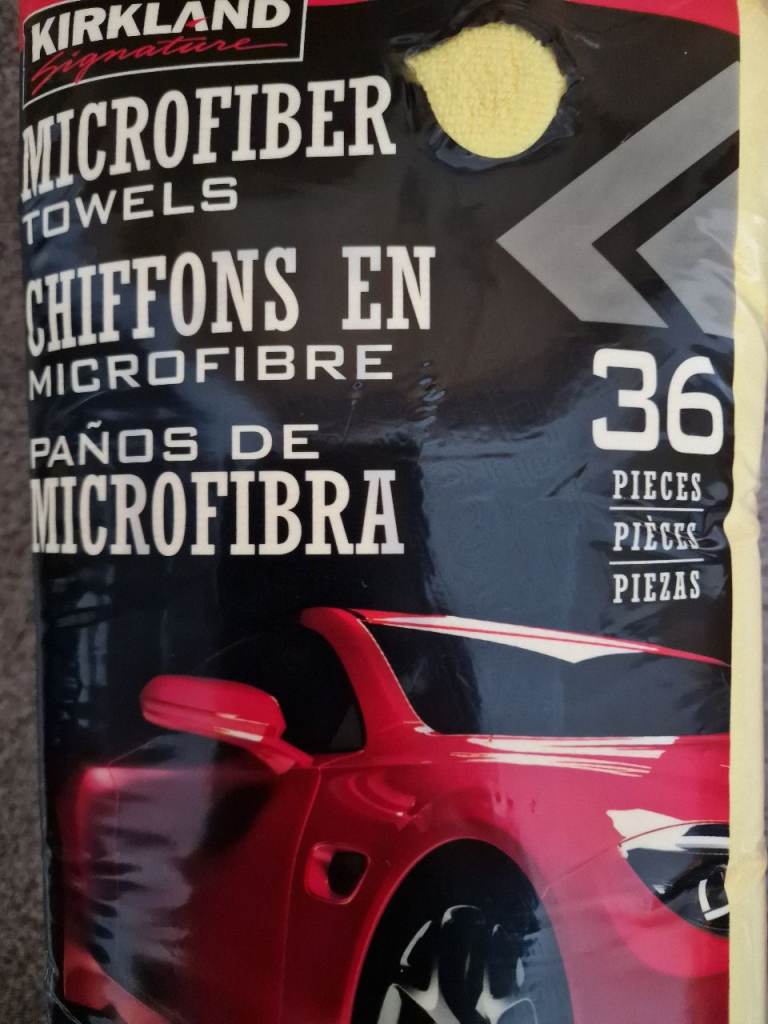 KIRKLAND
Signature
MICROFIBER
TOWELS
CHIFFONS EN
MICROFIBRE
PAÑOS DE
MICROFIBRA
36
PIECES
PIÈCES
PIEZAS